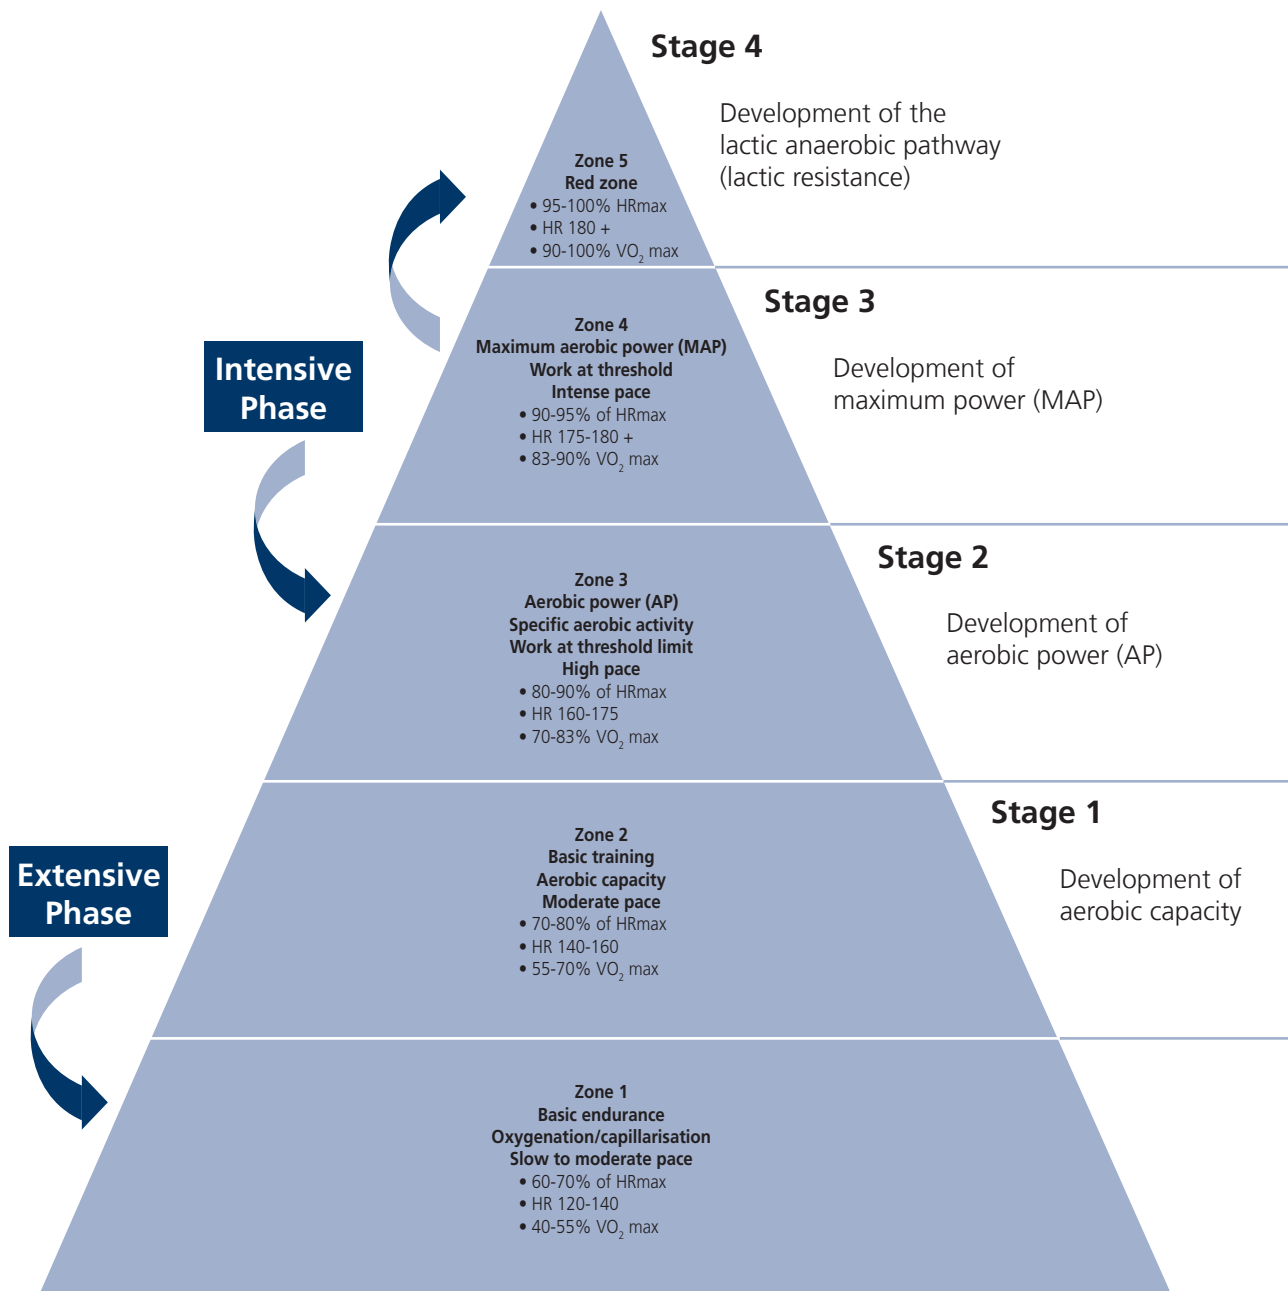 Stage 4
Development of the
lactic anaerobic pathway
(lactic resistance)
Zone 5
Red zone
• 95-100% HRmax
• HR 180 +
• 90-100% VO2 max
Stage 3
Development of
maximum power (MAP)
Zone 4
Maximum aerobic power (MAP)
Work at threshold
Intense pace
• 90-95% of HRmax
• HR 175-180 +
• 83-90% VO2 max
Intensive
Phase
Stage 2
Development of
aerobic power (AP)
Zone 3
Aerobic power (AP)
Specific aerobic activity
Work at threshold limit
High pace
• 80-90% of HRmax
• HR 160-175
• 70-83% VO2 max
Stage 1
Development of
aerobic capacity
Zone 2
Basic training
Aerobic capacity
Moderate pace
• 70-80% of HRmax
• HR 140-160
• 55-70% VO2 max
Extensive
Phase
Zone 1
Basic endurance
Oxygenation/capillarisation
Slow to moderate pace
• 60-70% of HRmax
• HR 120-140
• 40-55% VO2 max